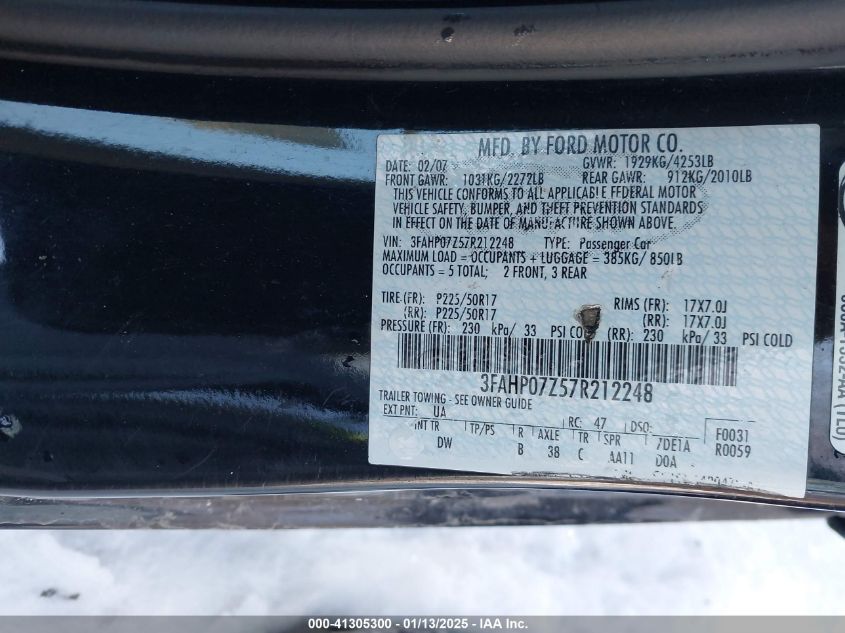 MFD. BY FORD MOTOR CO.
DATE: 02/07 GVWR: 1929KG/4253LB
FRONT GAWR: 1031KG/2272LB REAR GAWR: 912KG/2010LB
THIS VEHICLE CONFORMS TO ALL APPLICABLE FEDERAL MOTOR
VEHICLE SAFETY, BUMPER, AND THEFT PREVENTION STANDARDS
IN EFFECT ON THE DATE OF MANUFACTURE SHOWN ABOVE.
VIN: 3FAHP07Z57R212248 TYPE: Passenger Car
MAXIMUM LOAD = OCCUPANTS + LUGGAGE = 385KG/ 850LB
OCCUPANTS = 5 TOTAL; 2 FRONT, 3 REAR
TIRE (FR): P225/50R17 RIMS (FR): 17X7.0J
(RR): P225/50R17 (RR): 17X7.0J
PRESSURE (FR): 230 kPa/ 33 PSI COLD (RR): 230 kPa/ 33 PSI COLD
3FAHP07Z57R212248
TRAILER TOWING - SEE OWNER GUIDE
EXT PNT: UA RC: 47 DSO: F0031
INT TR TP/PS R AXLE TR SPR 7DE1A R0059
DW B 38 C AA11 D0A
000-41305300 - 01/13/2025 - IAA Inc.